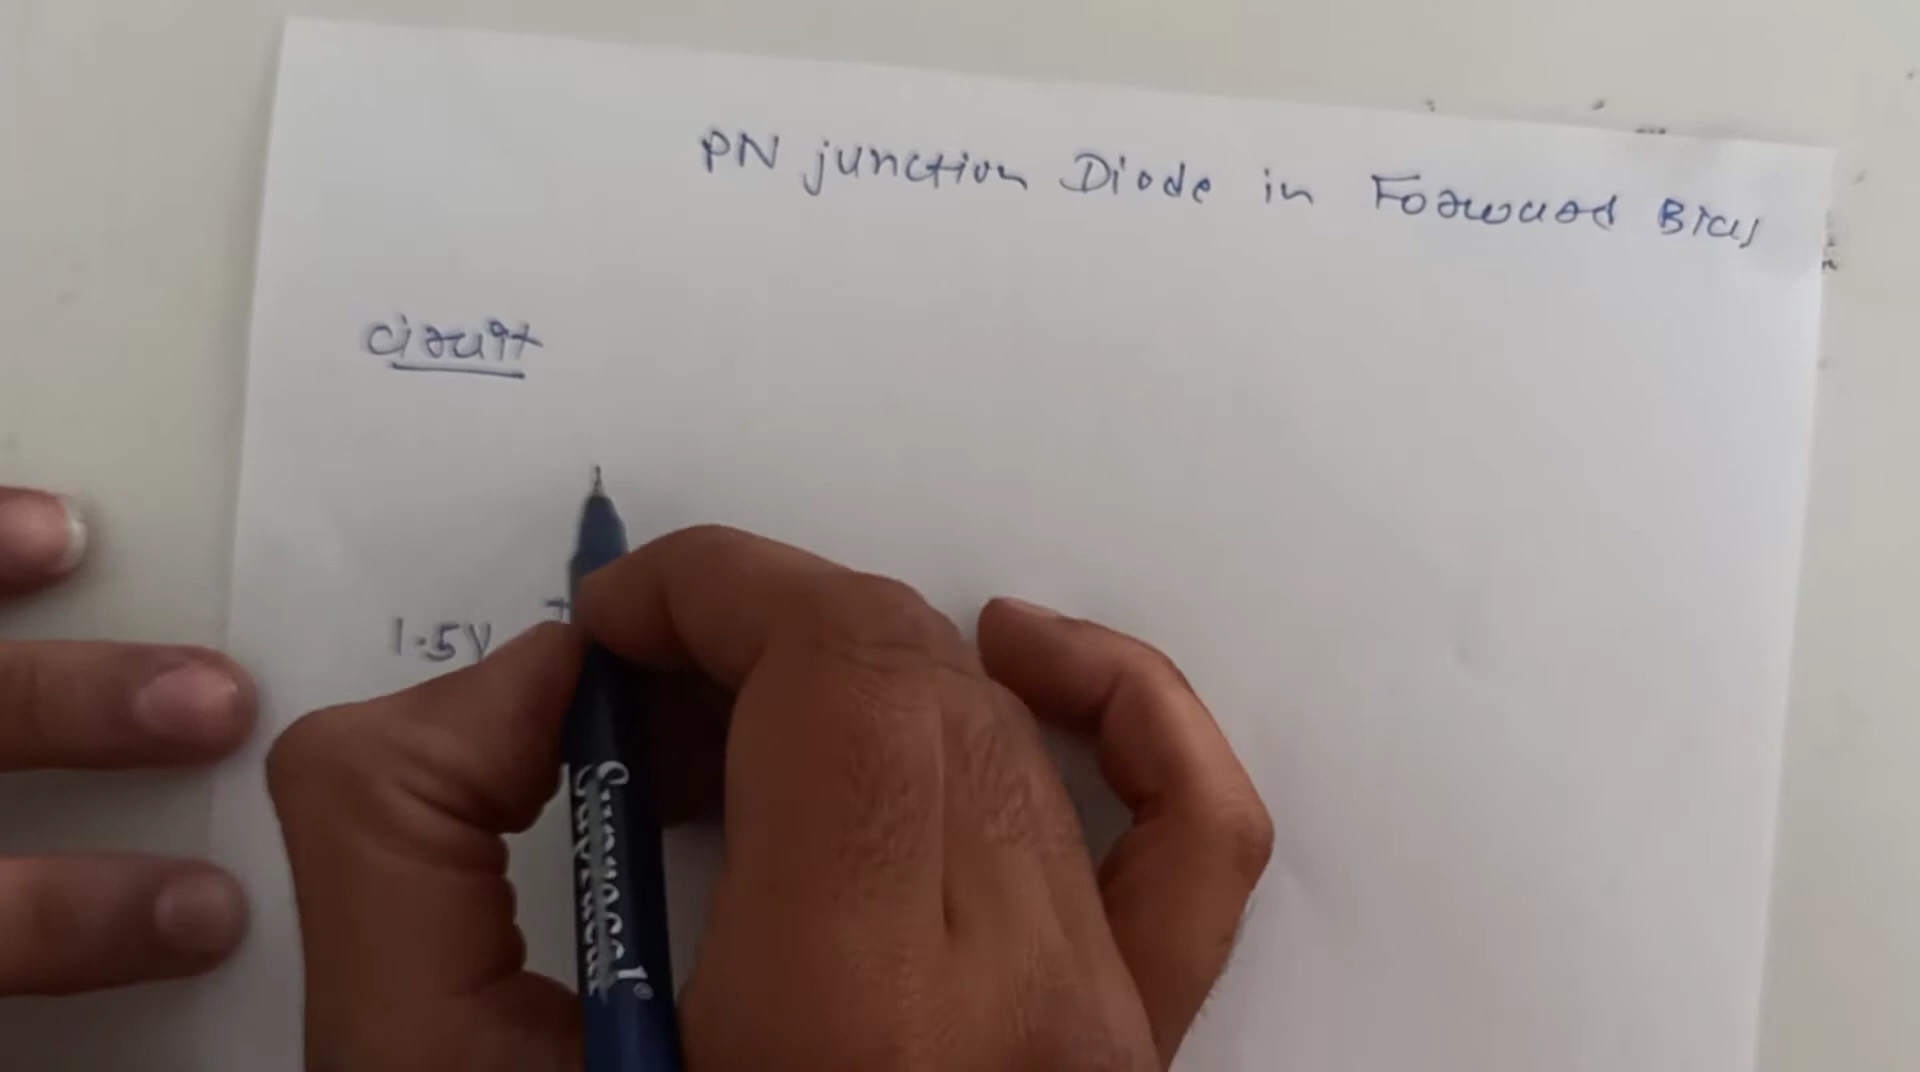 PN junction Diode in Forward Bias
circuit
1.5V +